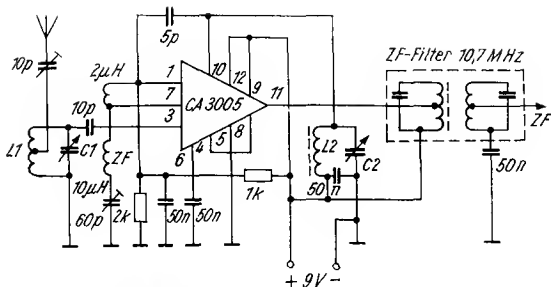 5p
ZF-Filter 10,7 MHz
10p
2µH
1
10
12
9
11
7
CA 3005
10p
3
ZF
L1
C1
ZF
6
4
5
8
L2
C2
10µH
50n
50n
60p
2k
50n
50n
1k
+ 9V -